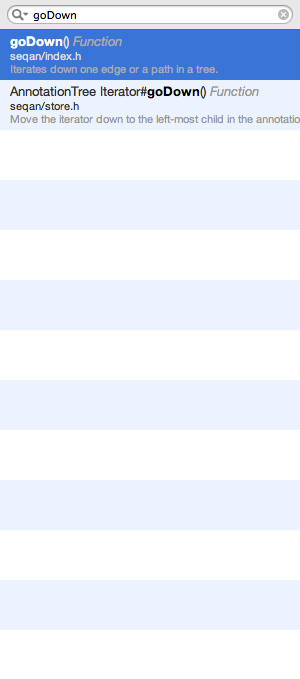 goDown
goDown() Function
seqan/index.h
Iterates down one edge or a path in a tree.
AnnotationTree Iterator#goDown() Function
seqan/store.h
Move the iterator down to the left-most child in the annotatio